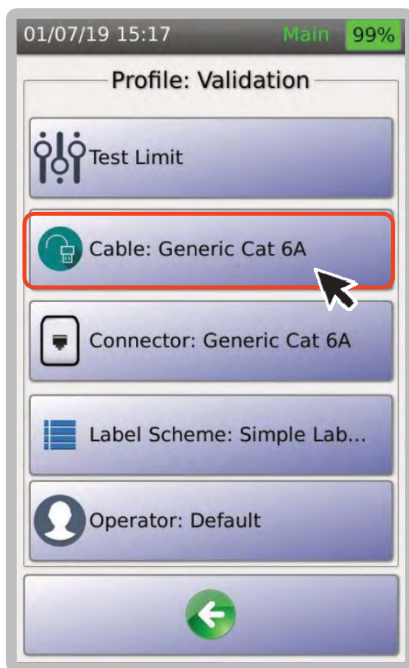 01/07/19 15:17 Main 99%
Profile: Validation
Test Limit
Cable: Generic Cat 6A
Connector: Generic Cat 6A
Label Scheme: Simple Lab...
Operator: Default